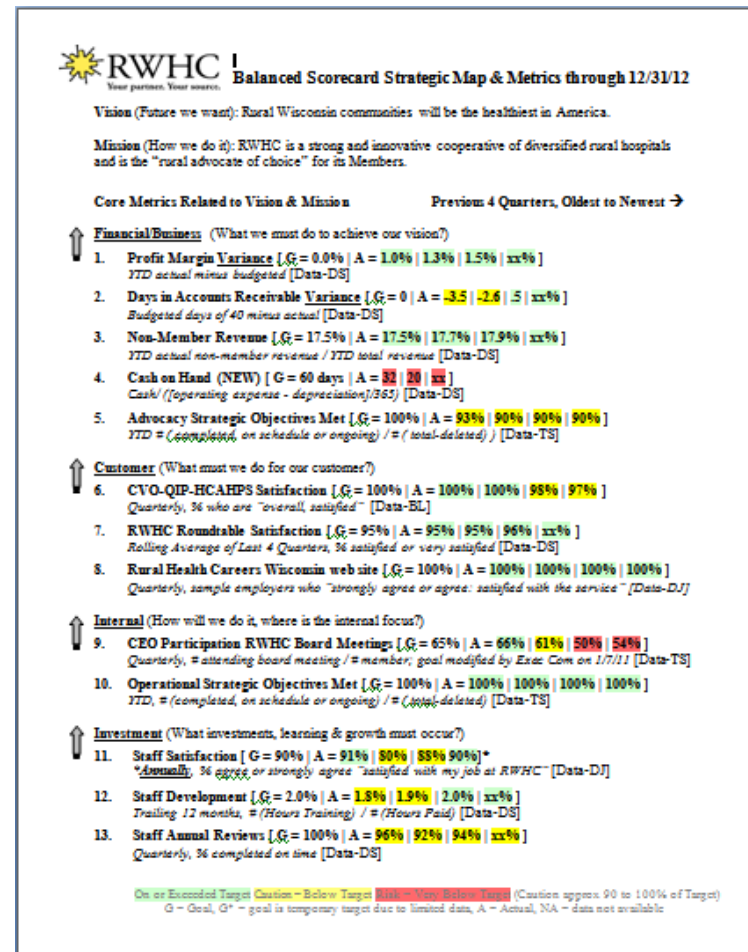 RWHC
Your partner. Your source.
Balanced Scorecard Strategic Map & Metrics through 12/31/12
Vision (Future we want): Rural Wisconsin communities will be the healthiest in America.
Mission (How we do it): RWHC is a strong and innovative cooperative of diversified rural hospitals
and is the "rural advocate of choice" for its Members.
Core Metrics Related to Vision & Mission Previous 4 Quarters, Oldest to Newest →
Financial/Business (What we must do to achieve our vision?)
1. Profit Margin Variance [ G = 0.0% | A = 1.0% | 1.3% | 1.5% | xx% ]
YTD actual minus budgeted [Data-DS]
2. Days in Accounts Receivable Variance [ G = 0 | A = -3.5 | -2.6 | .5 | xx% ]
Budgeted days of 40 minus actual [Data-DS]
3. Non-Member Revenue [ G = 17.5% | A = 17.5% | 17.7% | 17.9% | xx% ]
YTD actual non-member revenue / YTD total revenue [Data-DS]
4. Cash on Hand (NEW) [ G = 60 days | A = 32 | 20 | xx ]
Cash/ ([operating expense - depreciation]/365) [Data-DS]
5. Advocacy Strategic Objectives Met [ G = 100% | A = 93% | 90% | 90% | 90% ]
YTD # ( completed, on schedule or ongoing) / # ( total-deleted) ) [Data-TS]
Customer (What must we do for our customer?)
6. CVO-QIP-HCAHPS Satisfaction [ G = 100% | A = 100% | 100% | 98% | 97% ]
Quarterly, % who are "overall, satisfied" [Data-BL]
7. RWHC Roundtable Satisfaction [ G = 95% | A = 95% | 95% | 96% | xx% ]
Rolling Average of Last 4 Quarters, % satisfied or very satisfied [Data-DS]
8. Rural Health Careers Wisconsin web site [ G = 100% | A = 100% | 100% | 100% | 100% ]
Quarterly, sample employers who "strongly agree or agree: satisfied with the service" [Data-DJ]
Internal (How will we do it, where is the internal focus?)
9. CEO Participation RWHC Board Meetings [ G = 65% | A = 66% | 61% | 50% | 54% ]
Quarterly, # attending board meeting / # member; goal modified by Exec Com on 1/7/11 [Data-TS]
10. Operational Strategic Objectives Met [ G = 100% | A = 100% | 100% | 100% | 100% ]
YTD, # (completed, on schedule or ongoing) / # ( total-deleted) [Data-TS]
Investment (What investments, learning & growth must occur?)
11. Staff Satisfaction [ G = 90% | A = 91% | 80% | 88% 90%]*
*Annually, % agree or strongly agree "satisfied with my job at RWHC" [Data-DJ]
12. Staff Development [ G = 2.0% | A = 1.8% | 1.9% | 2.0% | xx% ]
Trailing 12 months, # (Hours Training) / # (Hours Paid) [Data-DS]
13. Staff Annual Reviews [ G = 100% | A = 96% | 92% | 94% | xx% ]
Quarterly, % completed on time [Data-DS]
On or Exceeded Target Caution = Below Target Risk = Very Below Target (Caution approx. 90 to 100% of Target)
G = Goal, G* = goal is temporary target due to limited data, A = Actual, NA = data not available